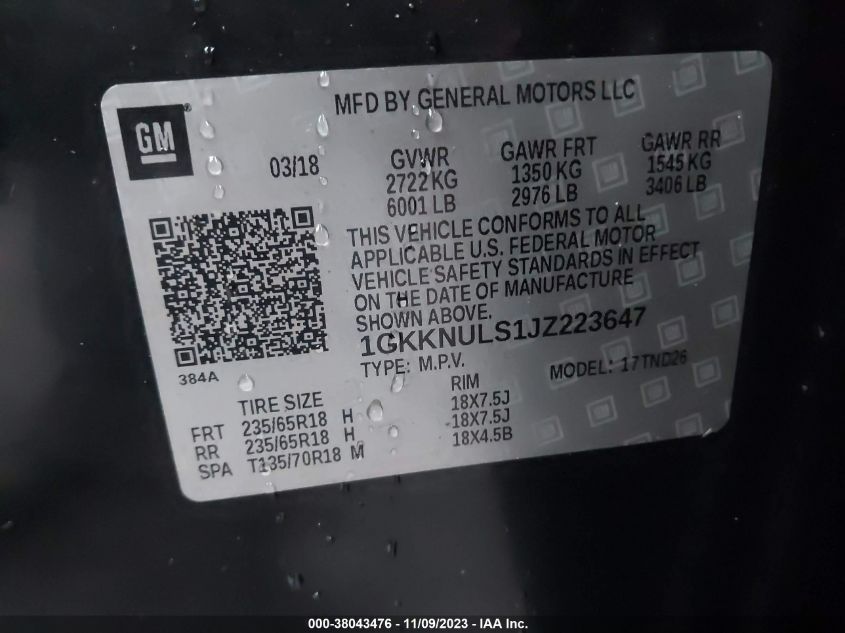 MFD BY GENERAL MOTORS LLC
GM
03/18
GVWR
2722 KG
6001 LB
GAWR FRT
1350 KG
2976 LB
GAWR RR
1545 KG
3406 LB
THIS VEHICLE CONFORMS TO ALL
APPLICABLE U.S. FEDERAL MOTOR
VEHICLE SAFETY STANDARDS IN EFFECT
ON THE DATE OF MANUFACTURE
SHOWN ABOVE.
1GKKNULS1JZ223647
TYPE: M.P.V. MODEL: 17TND26
384A
TIRE SIZE RIM
FRT 235/65R18 H 18X7.5J
RR 235/65R18 H 18X7.5J
SPA T135/70R18 M 18X4.5B
000-38043476 - 11/09/2023 - IAA Inc.